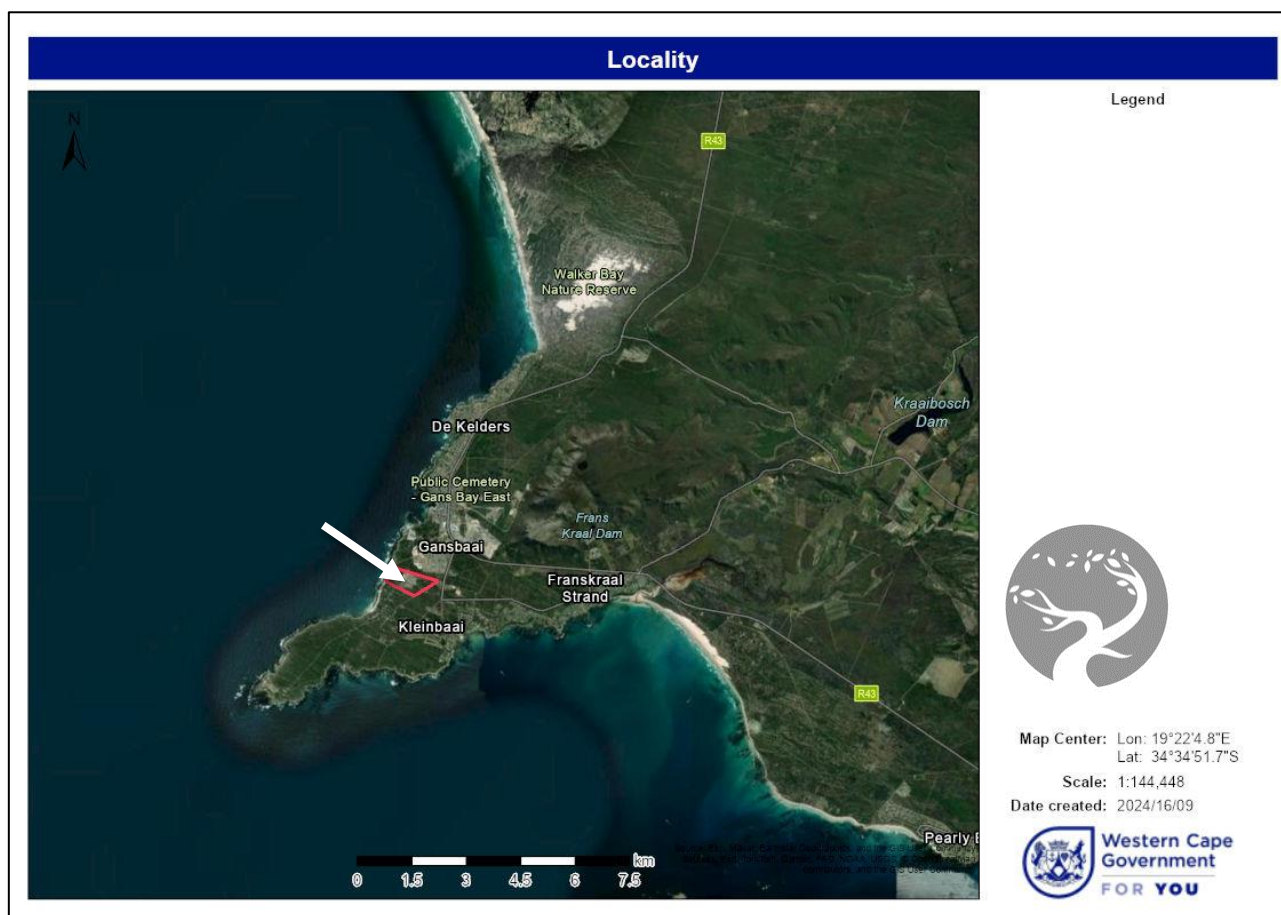 Locality
Legend
N
R43
Walker Bay
Nature Reserve
Kraaibosch
Dam
De Kelders
Public Cemetery
- Gans Bay East
Frans
Kraal Dam
Gansbaai
Franskraal
Strand
Kleinbaai
R43
Pearly
km
0 1.5 3 4.5 6 7.5
Map Center: Lon: 19°22'4.8"E
Lat: 34°34'51.7"S
Scale: 1:144,448
Date created: 2024/16/09
Western Cape
Government
FOR YOU